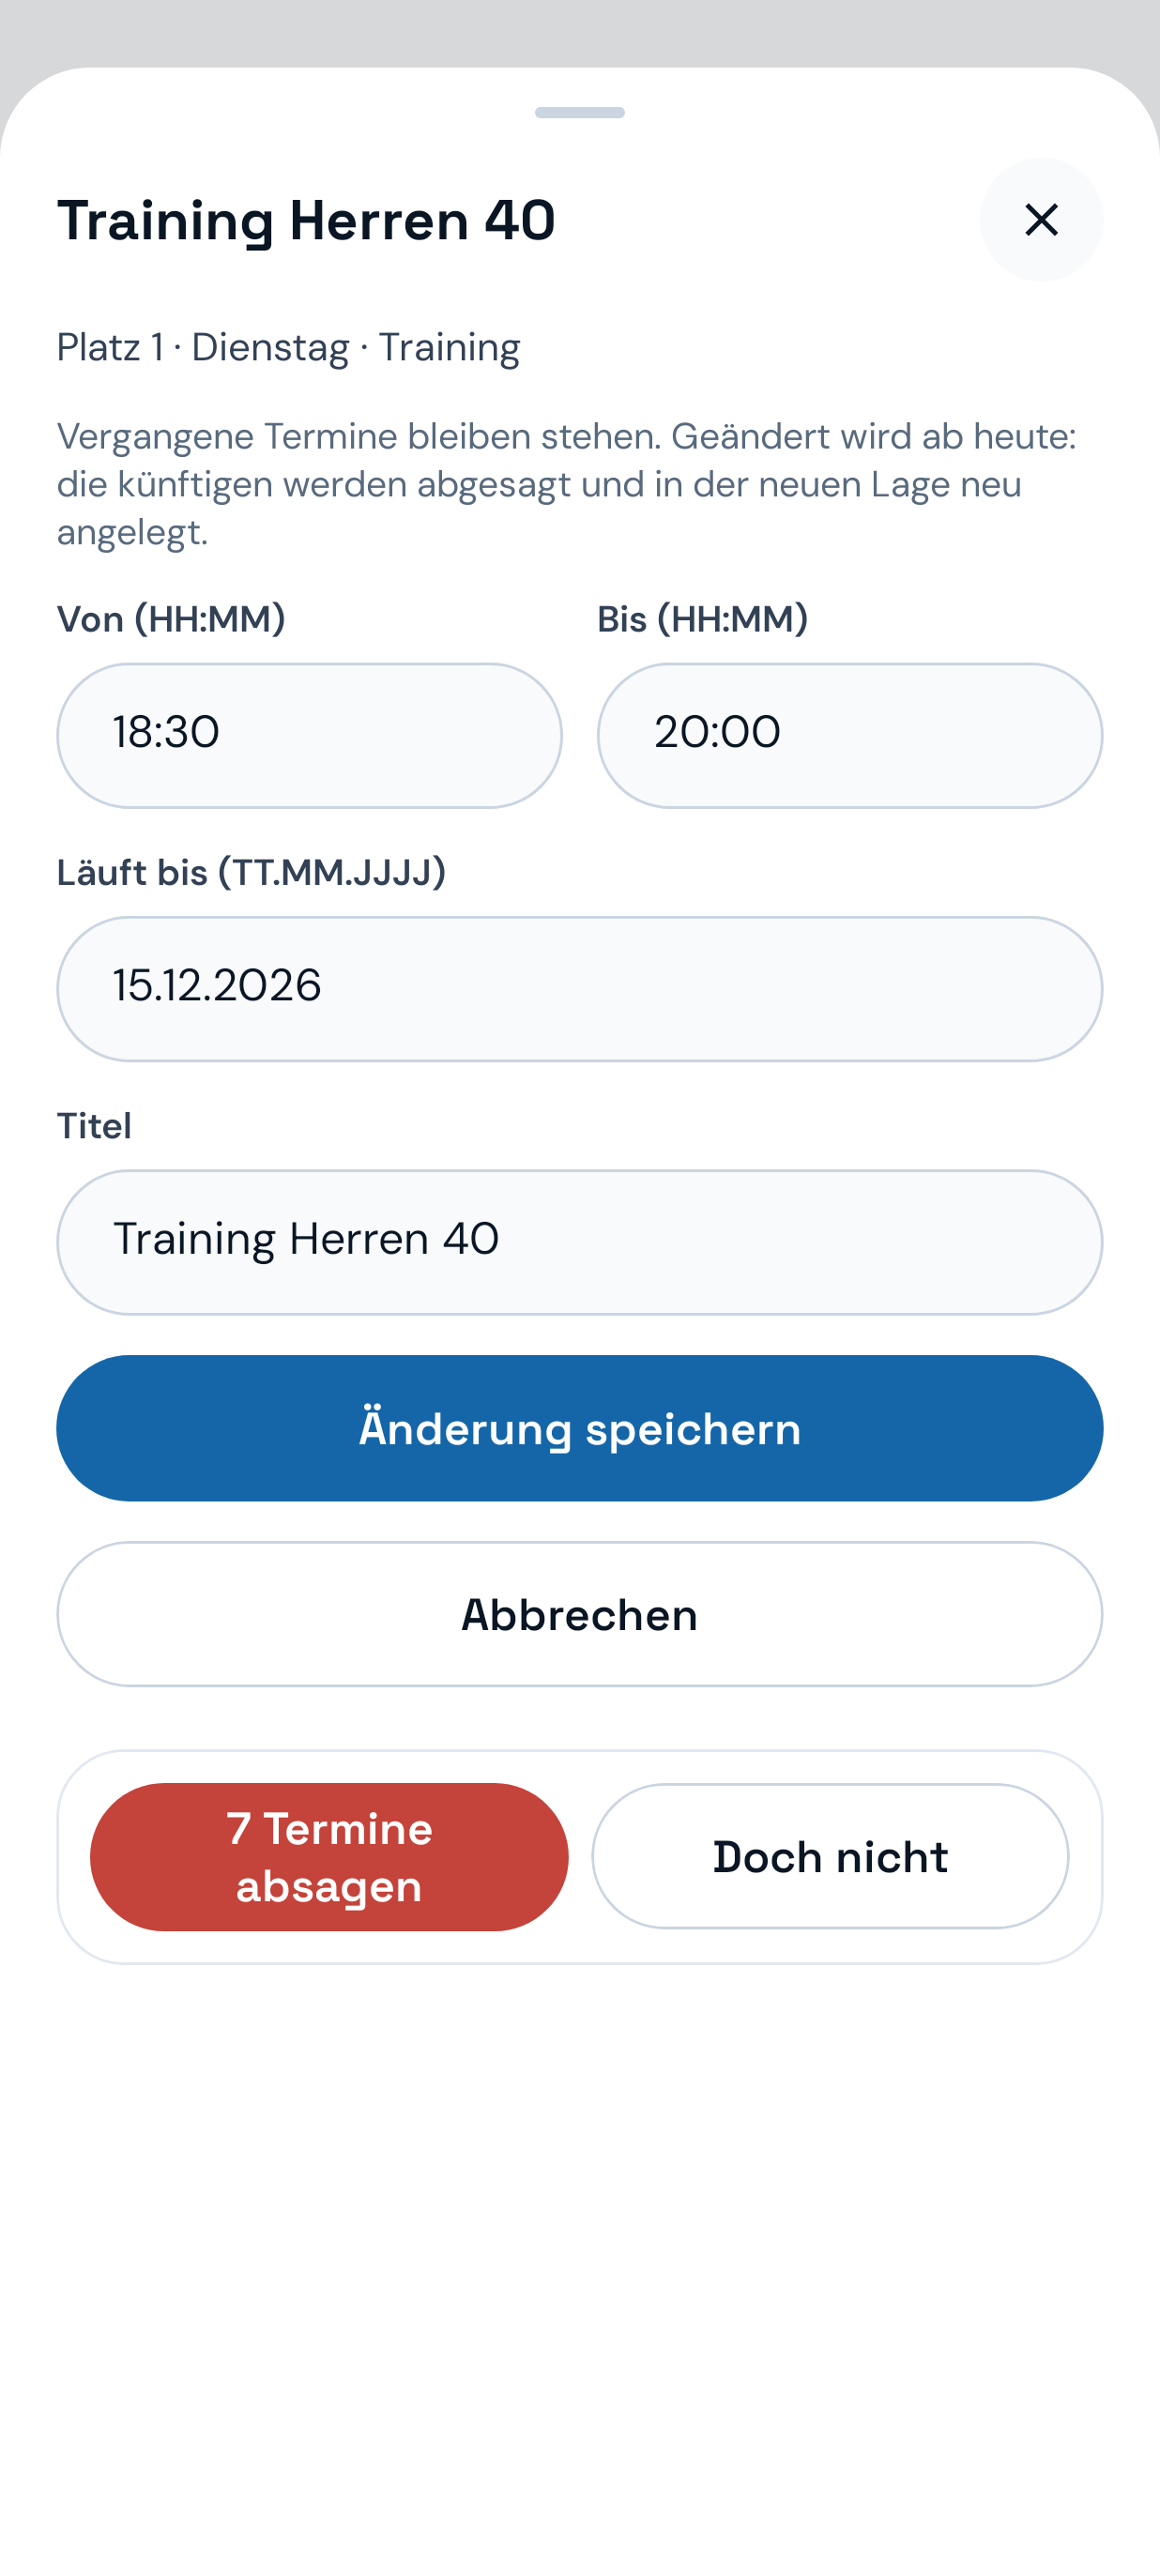 Training Herren 40
Platz 1 · Dienstag · Training
Vergangene Termine bleiben stehen. Geändert wird ab heute:
die künftigen werden abgesagt und in der neuen Lage neu
angelegt.
Von (HH:MM)
Bis (HH:MM)
18:30
20:00
Läuft bis (TT.MM.JJJJ)
15.12.2026
Titel
Training Herren 40
Änderung speichern
Abbrechen
7 Termine
absagen
Doch nicht